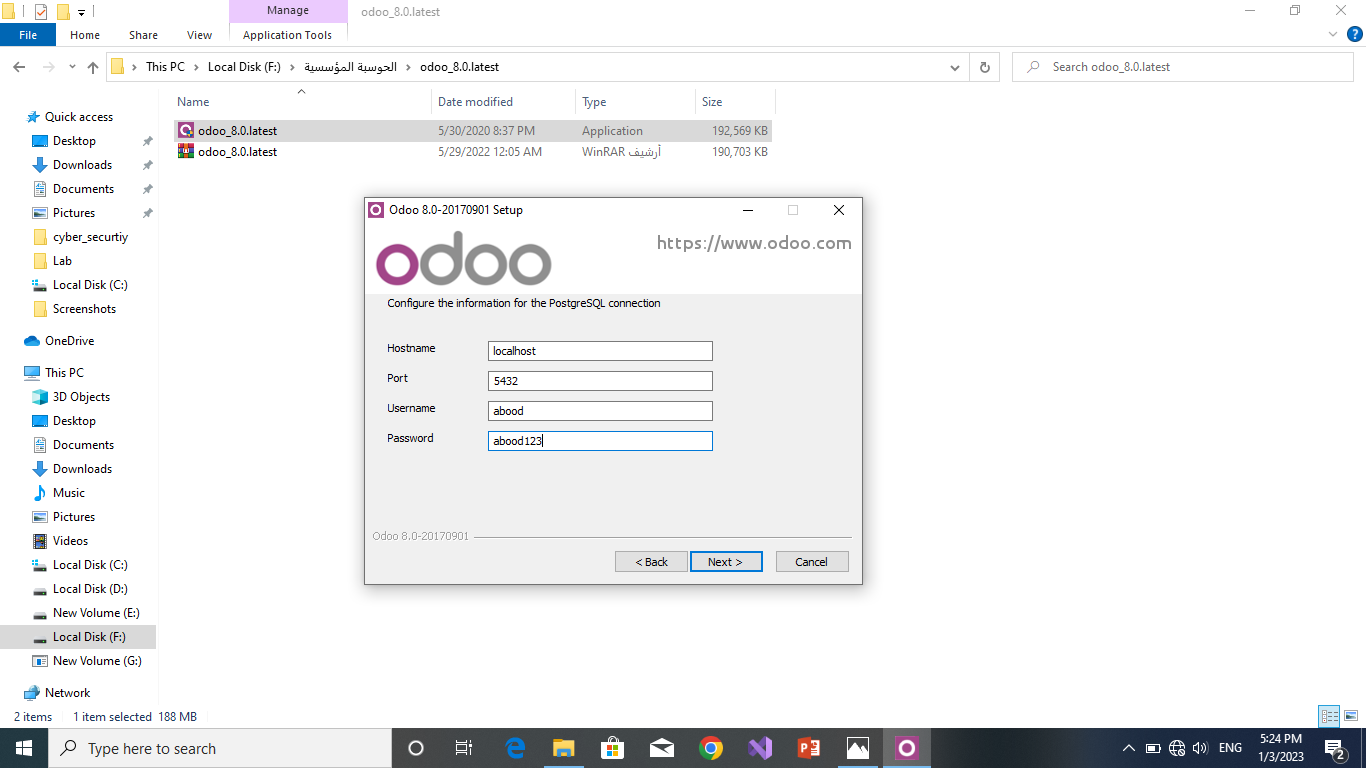 Manage
odoo_8.0.latest
File
Home
Share
View
Application Tools
This PC
Local Disk (F:)
الحوسبة المؤسسية
odoo_8.0.latest
Search odoo_8.0.latest
Name
Date modified
Type
Size
odoo_8.0.latest
5/30/2020 8:37 PM
Application
192,569 KB
odoo_8.0.latest
5/29/2022 12:05 AM
أرشيف WinRAR
190,703 KB
Quick access
Desktop
Downloads
Documents
Pictures
cyber_securtiy
Lab
Local Disk (C:)
Screenshots
OneDrive
This PC
3D Objects
Desktop
Documents
Downloads
Music
Pictures
Videos
Local Disk (C:)
Local Disk (D:)
New Volume (E:)
Local Disk (F:)
New Volume (G:)
Network
Odoo 8.0-20170901 Setup
odoo
https://www.odoo.com
Configure the information for the PostgreSQL connection
Hostname
localhost
Port
5432
Username
abood
Password
abood123
Odoo 8.0-20170901
< Back
Next >
Cancel
2 items
1 item selected 188 MB
Type here to search
ENG
5:24 PM
1/3/2023
2